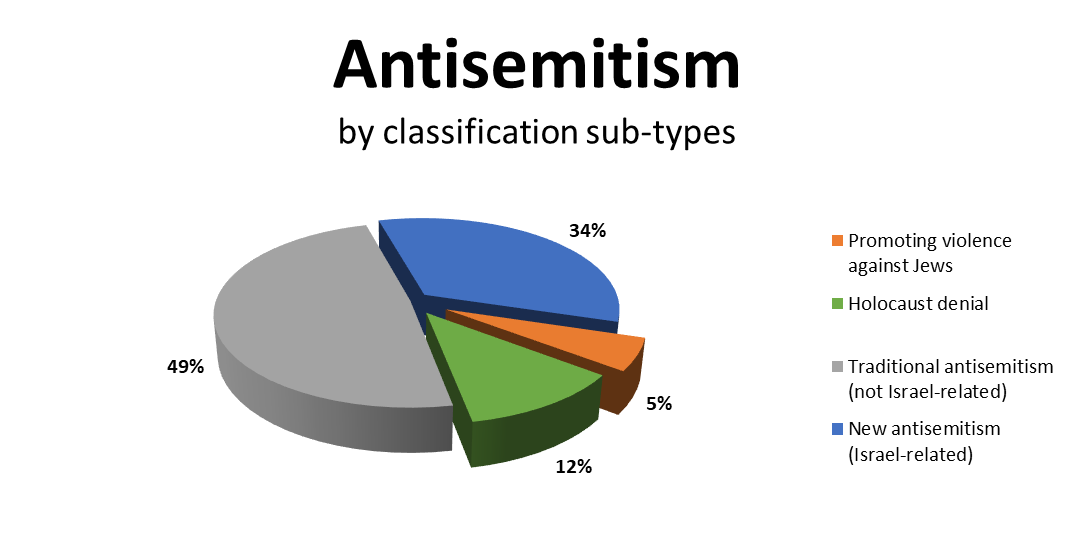 Antisemitism
by classification sub-types
34%
49%
5%
12%
Promoting violence
against Jews
Holocaust denial
Traditional antisemitism
(not Israel-related)
New antisemitism
(Israel-related)